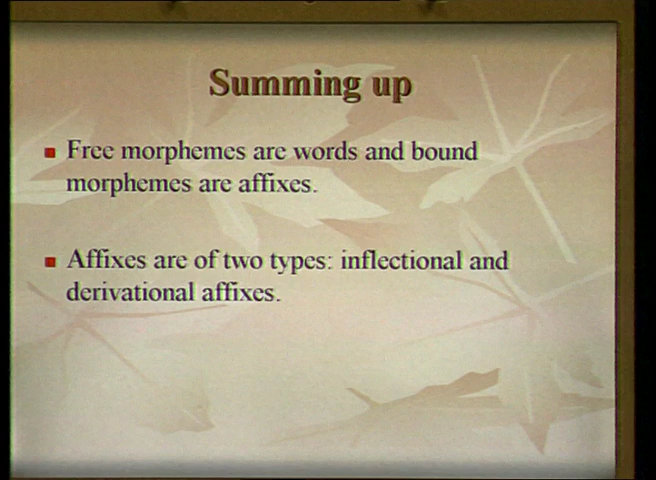 Summing up
Free morphemes are words and bound
morphemes are affixes.
Affixes are of two types: inflectional and
derivational affixes.